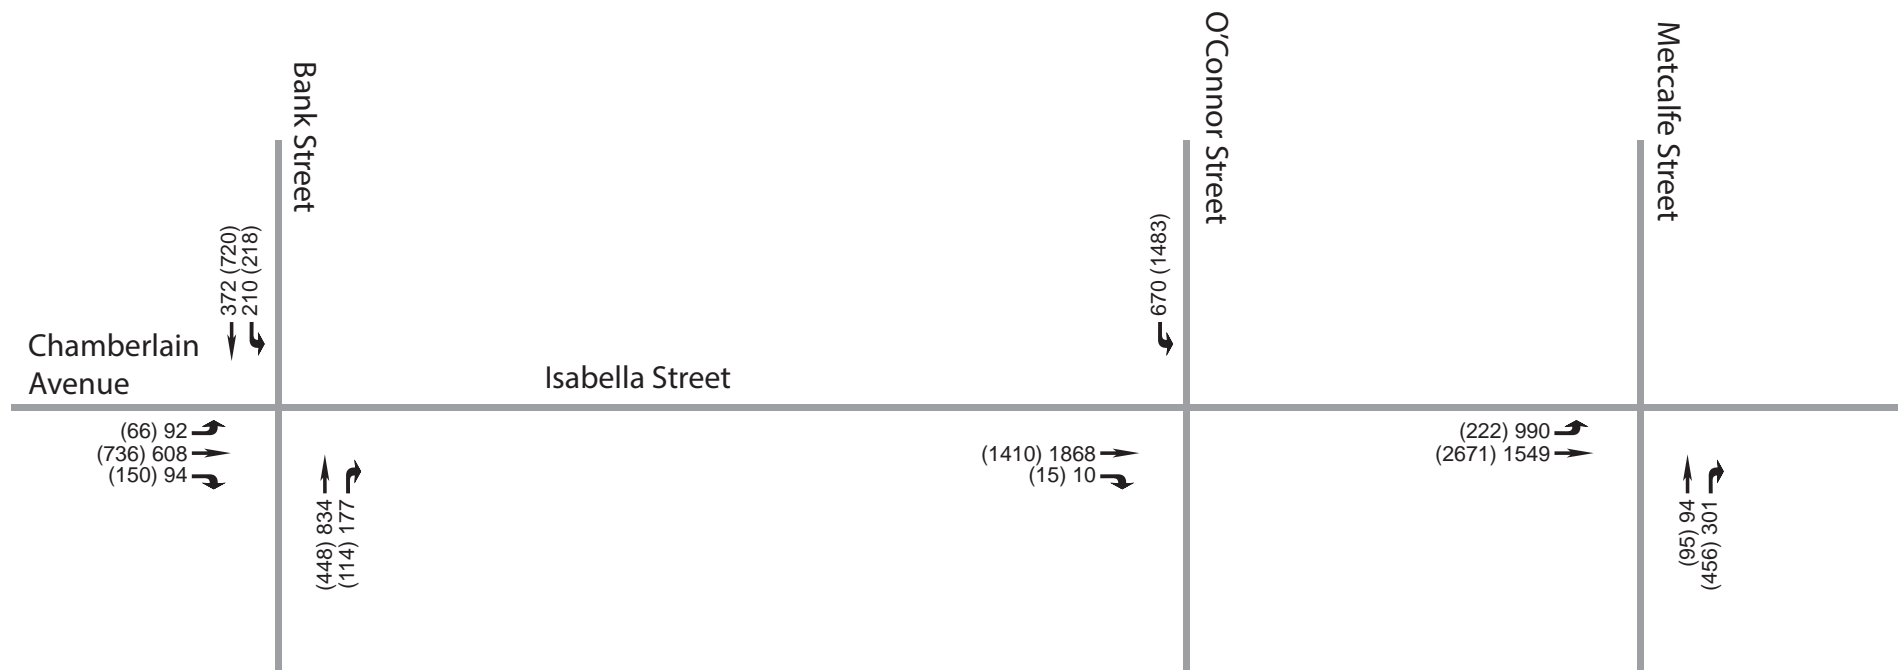 Bank Street
O'Connor Street
Metcalfe Street
372 (720)
210 (218)
670 (1483)
Chamberlain
Avenue
Isabella Street
(66) 92
(736) 608
(150) 94
(448) 834
(114) 177
(1410) 1868
(15) 10
(222) 990
(2671) 1549
(95) 94
(456) 301